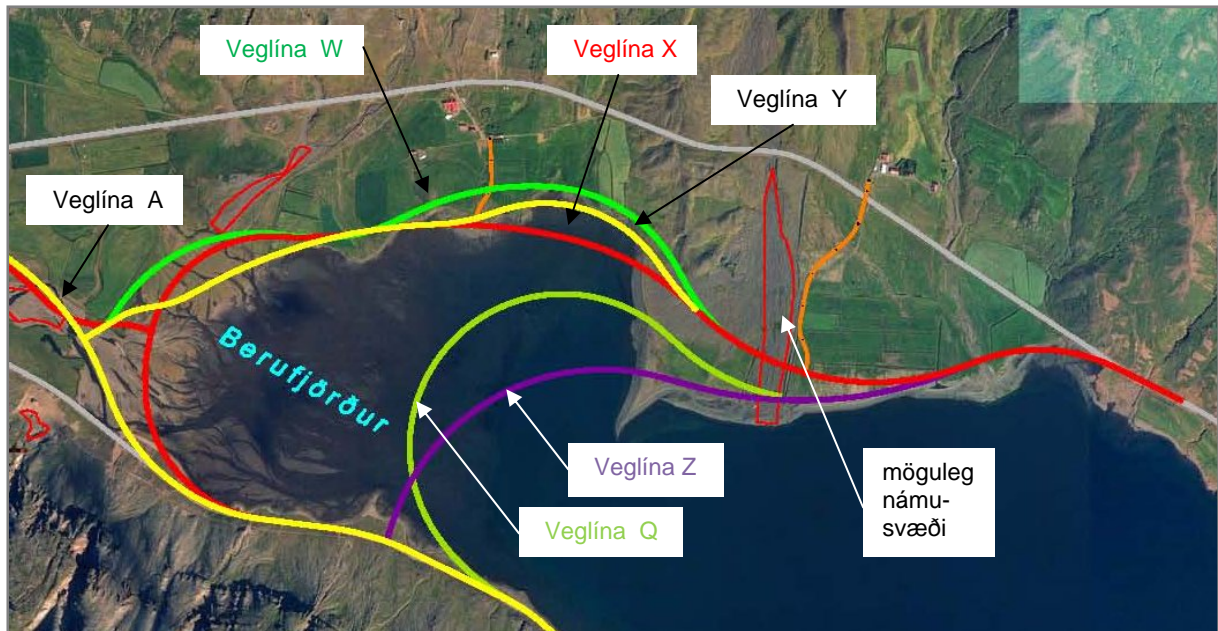 Veglína W
Veglína X
Veglína Y
Veglína A
Berufjörður
Veglína Z
Veglína Q
möguleg
námu-
svæði